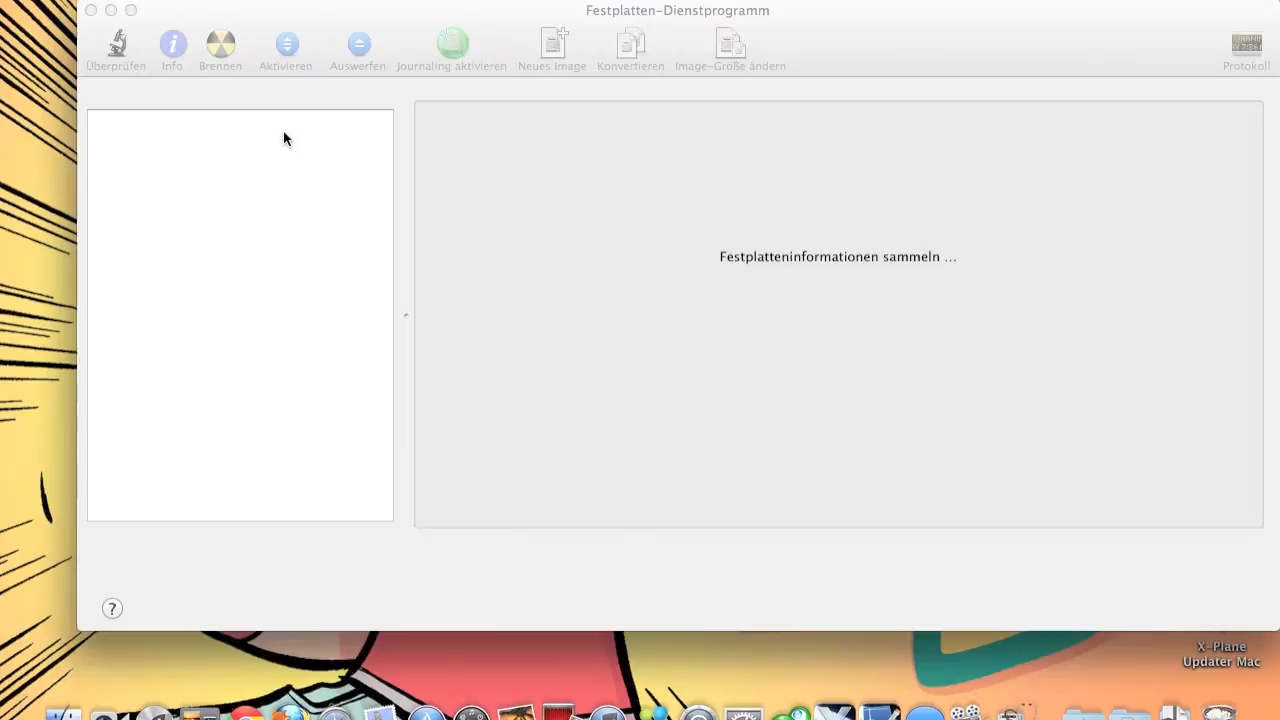 Festplatten-Dienstprogramm
Überprüfen Info Brennen Aktivieren Auswerfen Journaling aktivieren Neues Image Konvertieren Image-Größe ändern Protokoll
Festplatteninformationen sammeln ...
?
X-Plane
Updater Mac